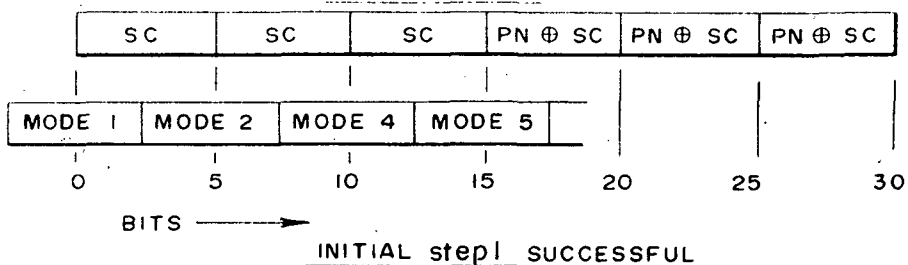 SC SC SC PN ⊕ SC PN ⊕ SC PN ⊕ SC
MODE 1 MODE 2 MODE 4 MODE 5
0 5 10 15 20 25 30
BITS
INITIAL step1 SUCCESSFUL